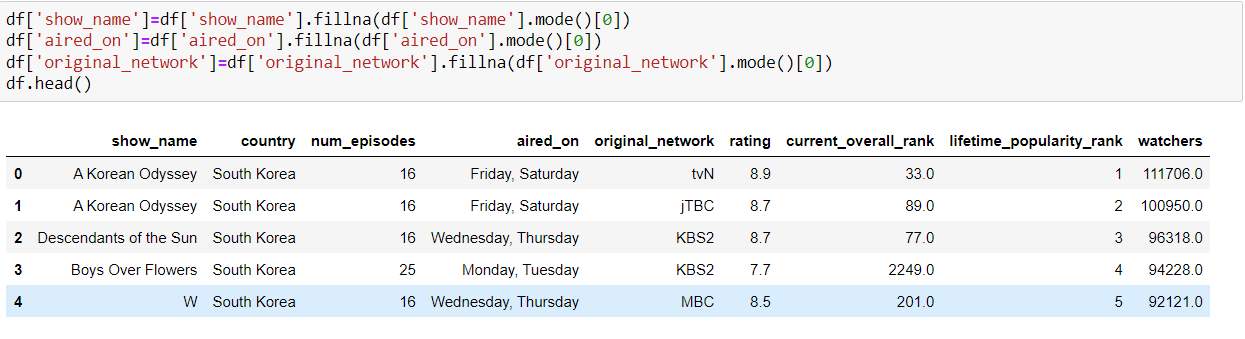 df['show_name']=df['show_name'].fillna(df['show_name'].mode()[0])
df['aired_on']=df['aired_on'].fillna(df['aired_on'].mode()[0])
df['original_network']=df['original_network'].fillna(df['original_network'].mode()[0])
df.head()
show_name country num_episodes aired_on original_network rating current_overall_rank lifetime_popularity_rank watchers
0 A Korean Odyssey South Korea 16 Friday, Saturday tvN 8.9 33.0 1 111706.0
1 A Korean Odyssey South Korea 16 Friday, Saturday jTBC 8.7 89.0 2 100950.0
2 Descendants of the Sun South Korea 16 Wednesday, Thursday KBS2 8.7 77.0 3 96318.0
3 Boys Over Flowers South Korea 25 Monday, Tuesday KBS2 7.7 2249.0 4 94228.0
4 W South Korea 16 Wednesday, Thursday MBC 8.5 201.0 5 92121.0